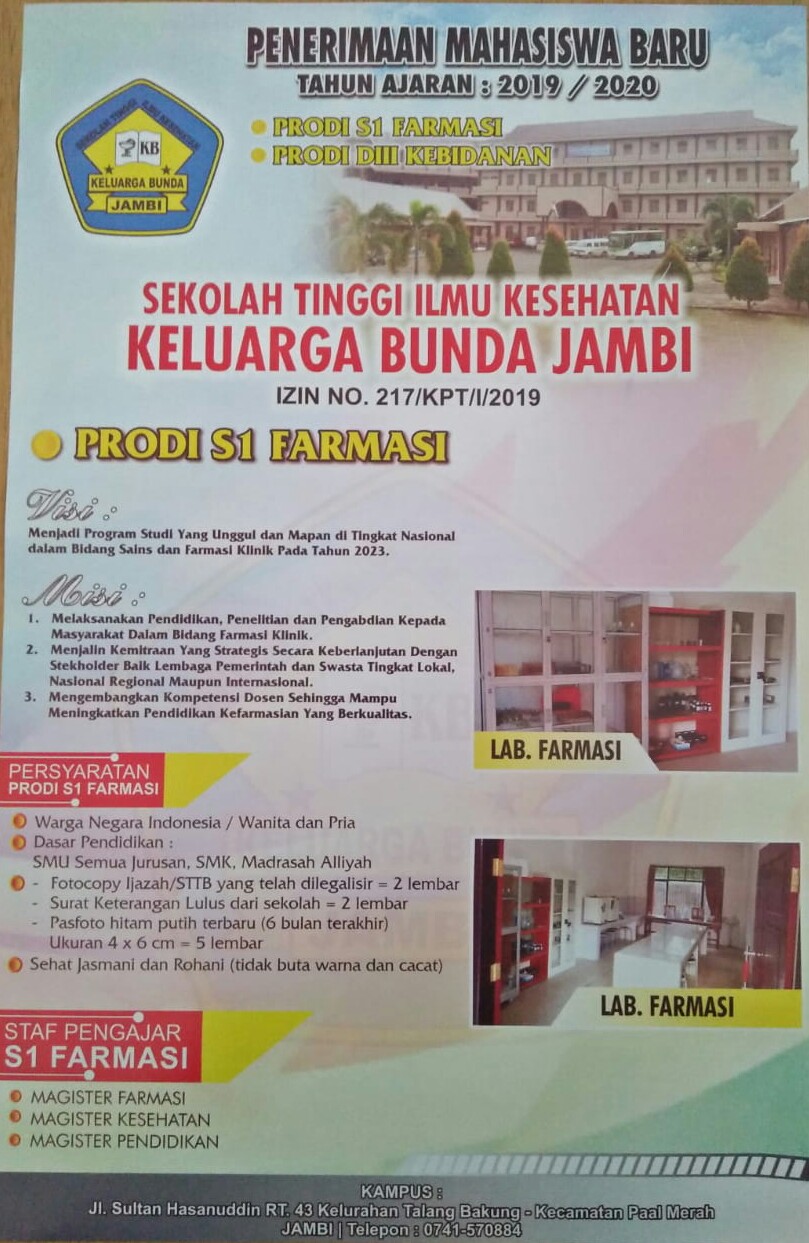 PENERIMAAN MAHASISWA BARU
TAHUN AJARAN : 2019 / 2020
PRODI S1 FARMASI
PRODI DIII KEBIDANAN
SEKOLAH TINGGI ILMU KESEHATAN
KB
KELUARGA BUNDA
JAMBI
SEKOLAH TINGGI ILMU KESEHATAN
KELUARGA BUNDA JAMBI
IZIN NO. 217/KPT/I/2019
PRODI S1 FARMASI
Visi :
Menjadi Program Studi Yang Unggul dan Mapan di Tingkat Nasional
dalam Bidang Sains dan Farmasi Klinik Pada Tahun 2023.
Misi :
1. Melaksanakan Pendidikan, Penelitian dan Pengabdian Kepada
Masyarakat Dalam Bidang Farmasi Klinik.
2. Menjalin Kemitraan Yang Strategis Secara Keberlanjutan Dengan
Stekholder Baik Lembaga Pemerintah dan Swasta Tingkat Lokal,
Nasional Regional Maupun Internasional.
3. Mengembangkan Kompetensi Dosen Sehingga Mampu
Meningkatkan Pendidikan Kefarmasian Yang Berkualitas.
LAB. FARMASI
PERSYARATAN
PRODI S1 FARMASI
Warga Negara Indonesia / Wanita dan Pria
Dasar Pendidikan :
SMU Semua Jurusan, SMK, Madrasah Alliyah
- Fotocopy Ijazah/STTB yang telah dilegalisir = 2 lembar
- Surat Keterangan Lulus dari sekolah = 2 lembar
- Pasfoto hitam putih terbaru (6 bulan terakhir)
Ukuran 4 x 6 cm = 5 lembar
Sehat Jasmani dan Rohani (tidak buta warna dan cacat)
LAB. FARMASI
STAF PENGAJAR
S1 FARMASI
MAGISTER FARMASI
MAGISTER KESEHATAN
MAGISTER PENDIDIKAN
KAMPUS :
Jl. Sultan Hasanuddin RT. 43 Kelurahan Talang Bakung - Kecamatan Paal Merah
JAMBI | Telepon : 0741-570884